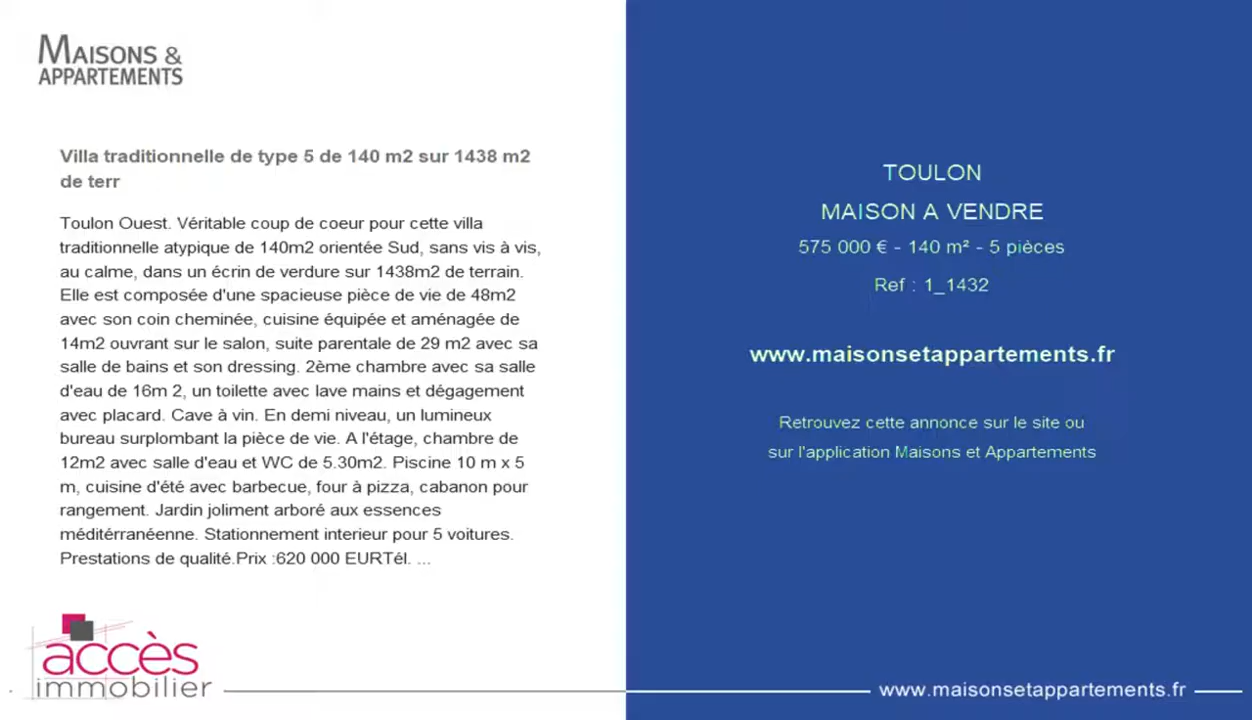 MAISONS &
APPARTEMENTS
Villa traditionnelle de type 5 de 140 m2 sur 1438 m2
de terr
Toulon Ouest. Véritable coup de coeur pour cette villa
traditionnelle atypique de 140m2 orientée Sud, sans vis à vis,
au calme, dans un écrin de verdure sur 1438m2 de terrain.
Elle est composée d'une spacieuse pièce de vie de 48m2
avec son coin cheminée, cuisine équipée et aménagée de
14m2 ouvrant sur le salon, suite parentale de 29 m2 avec sa
salle de bains et son dressing. 2ème chambre avec sa salle
d'eau de 16m 2, un toilette avec lave mains et dégagement
avec placard. Cave à vin. En demi niveau, un lumineux
bureau surplombant la pièce de vie. A l'étage, chambre de
12m2 avec salle d'eau et WC de 5.30m2. Piscine 10 m x 5
m, cuisine d'été avec barbecue, four à pizza, cabanon pour
rangement. Jardin joliment arboré aux essences
méditérranéenne. Stationnement interieur pour 5 voitures.
Prestations de qualité.Prix :620 000 EURTél. ...
accès
immobilier
TOULON
MAISON A VENDRE
575 000 € - 140 m² - 5 pièces
Ref : 1_1432
www.maisonsetappartements.fr
Retrouvez cette annonce sur le site ou
sur l'application Maisons et Appartements
www.maisonsetappartements.fr